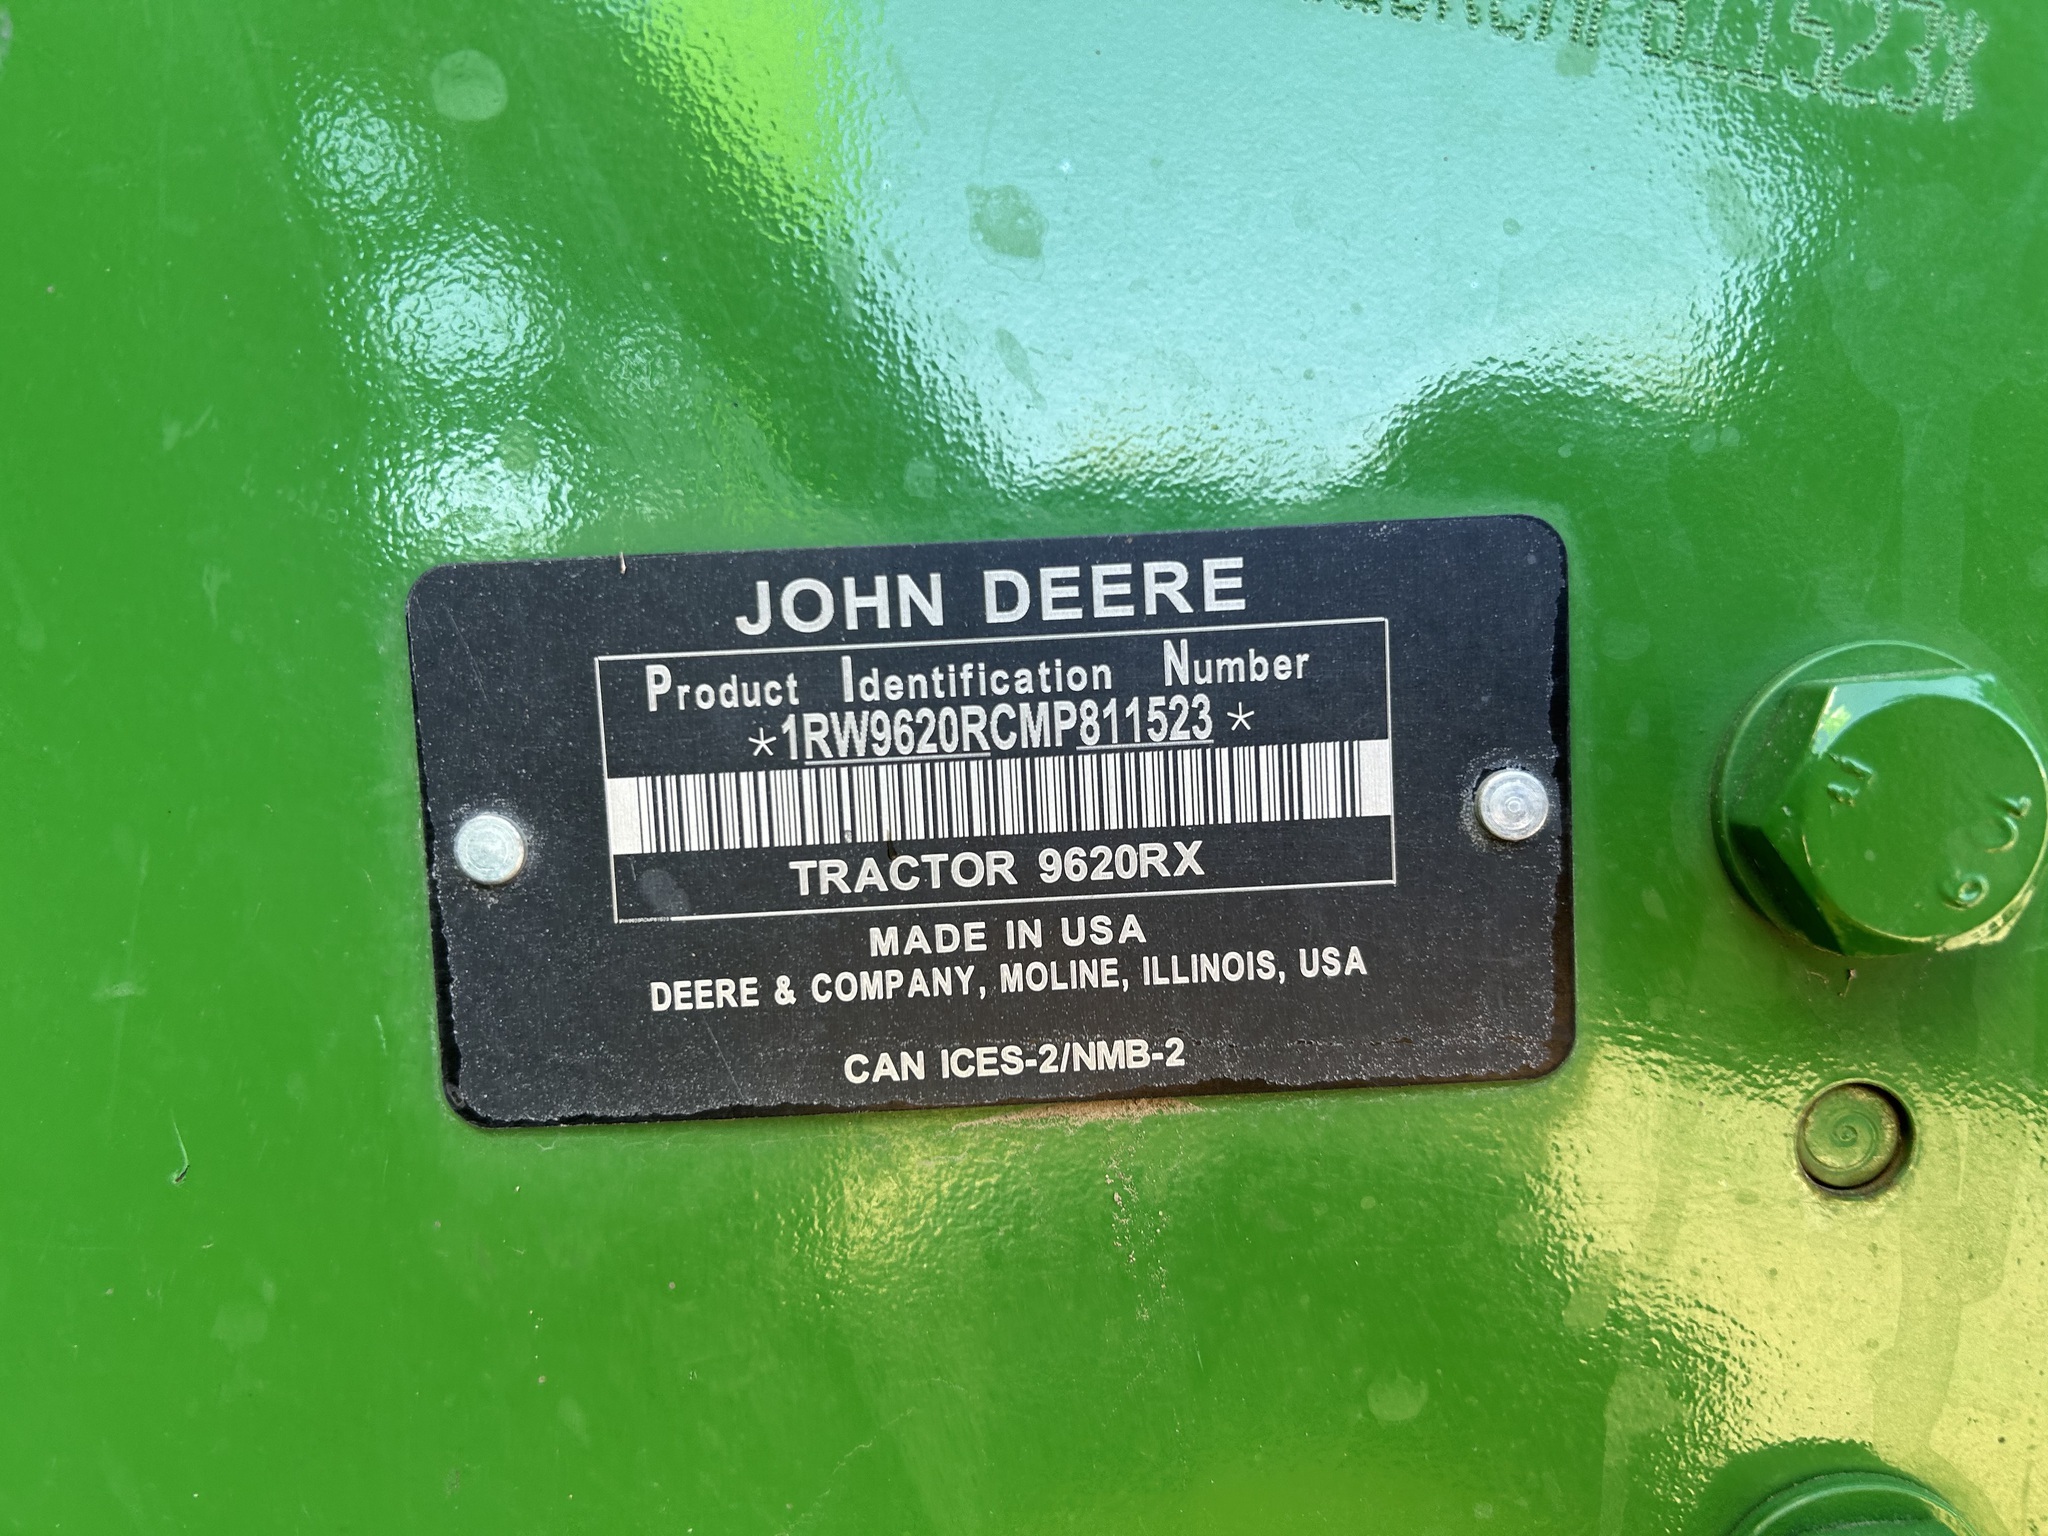 811523*
JOHN DEERE
Product Identification Number
*1RW9620RCMP811523*
TRACTOR 9620RX
MADE IN USA
DEERE & COMPANY, MOLINE, ILLINOIS, USA
CAN ICES-2/NMB-2